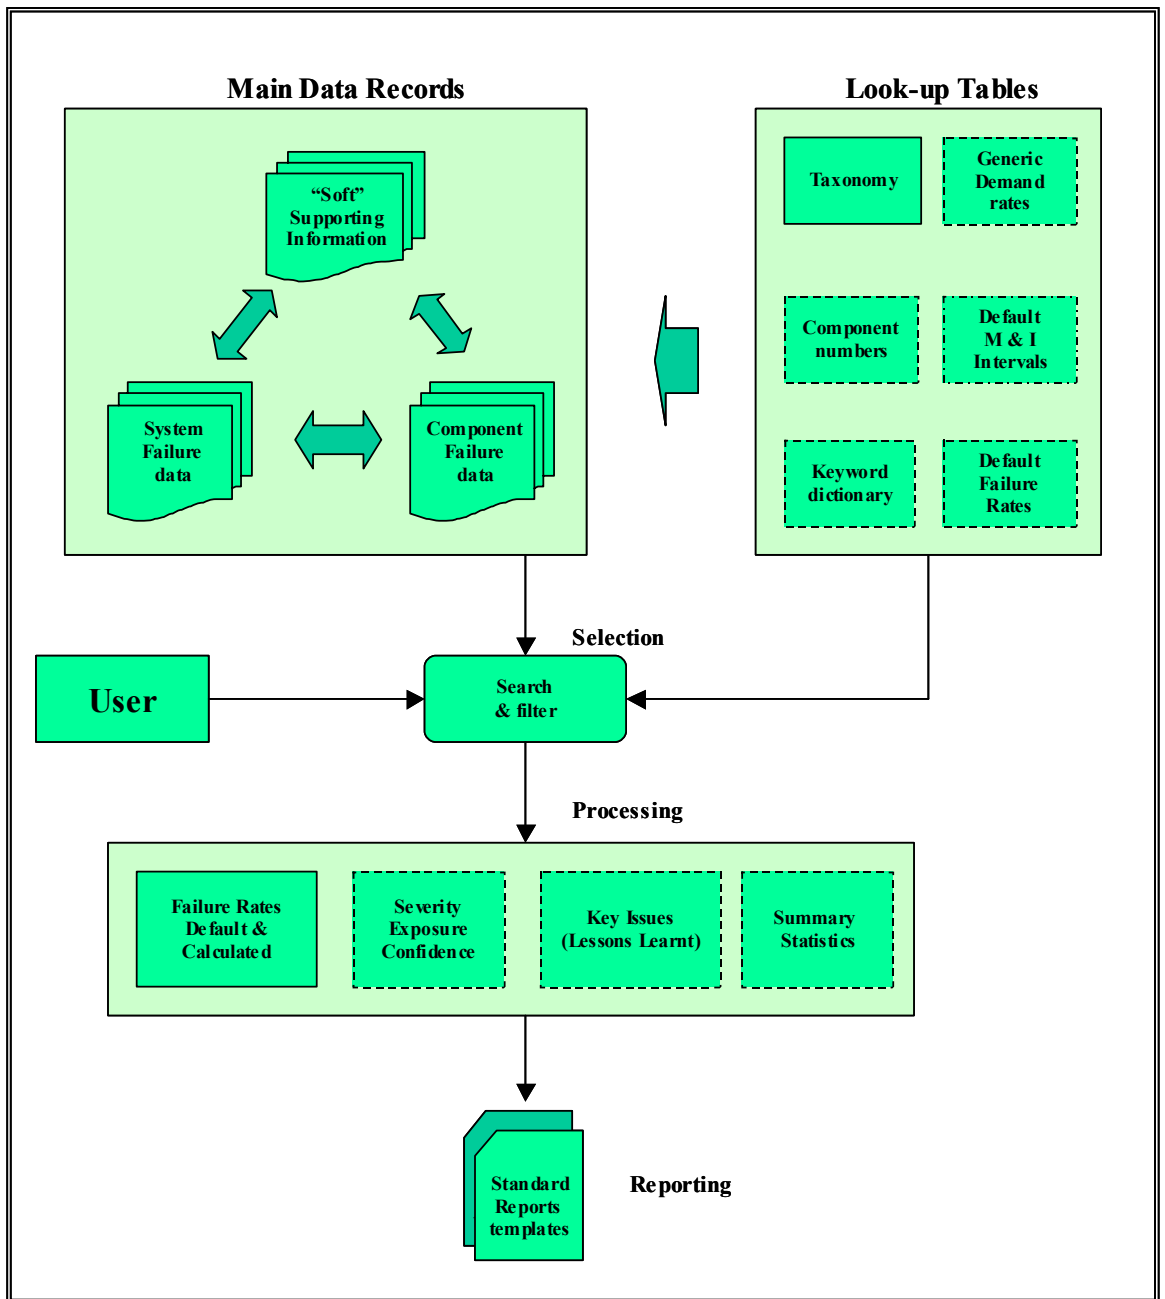 Main Data Records
Look-up Tables
“Soft”
Supporting
Information
System
Failure
data
Component
Failure
data
Taxonomy
Generic
Demand
rates
Component
numbers
Default
M & I
Intervals
Keyword
dictionary
Default
Failure
Rates
Selection
User
Search
& filter
Processing
Failure Rates
Default &
Calculated
Severity
Exposure
Confidence
Key Issues
(Lessons Learnt)
Summary
Statistics
Standard
Reports
templates
Reporting